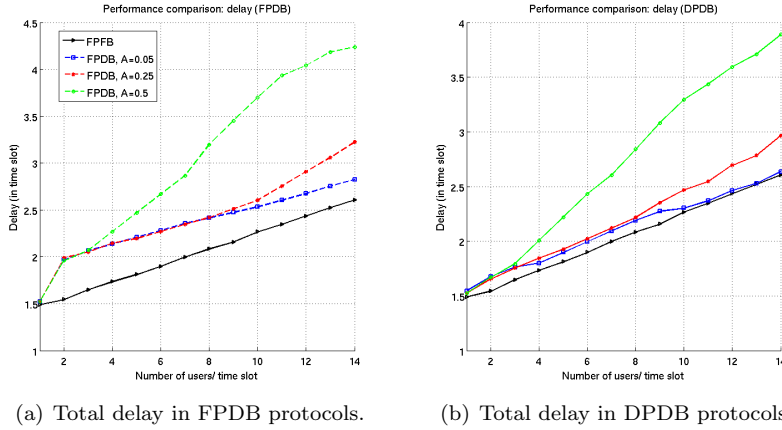 Performance comparison: delay (FPDB)
4.5
4
3.5
3
2.5
2
1.5
1
Delay (in time slot)
FPFB
FPDB, A=0.05
FPDB, A=0.25
FPDB, A=0.5
2 4 6 8 10 12 14
Number of users/ time slot
(a) Total delay in FPDB protocols.
Performance comparison: delay (DPDB)
4
3.5
3
2.5
2
1.5
1
Delay (in time slot)
2 4 6 8 10 12 14
Number of users/ time slot
(b) Total delay in DPDB protocols